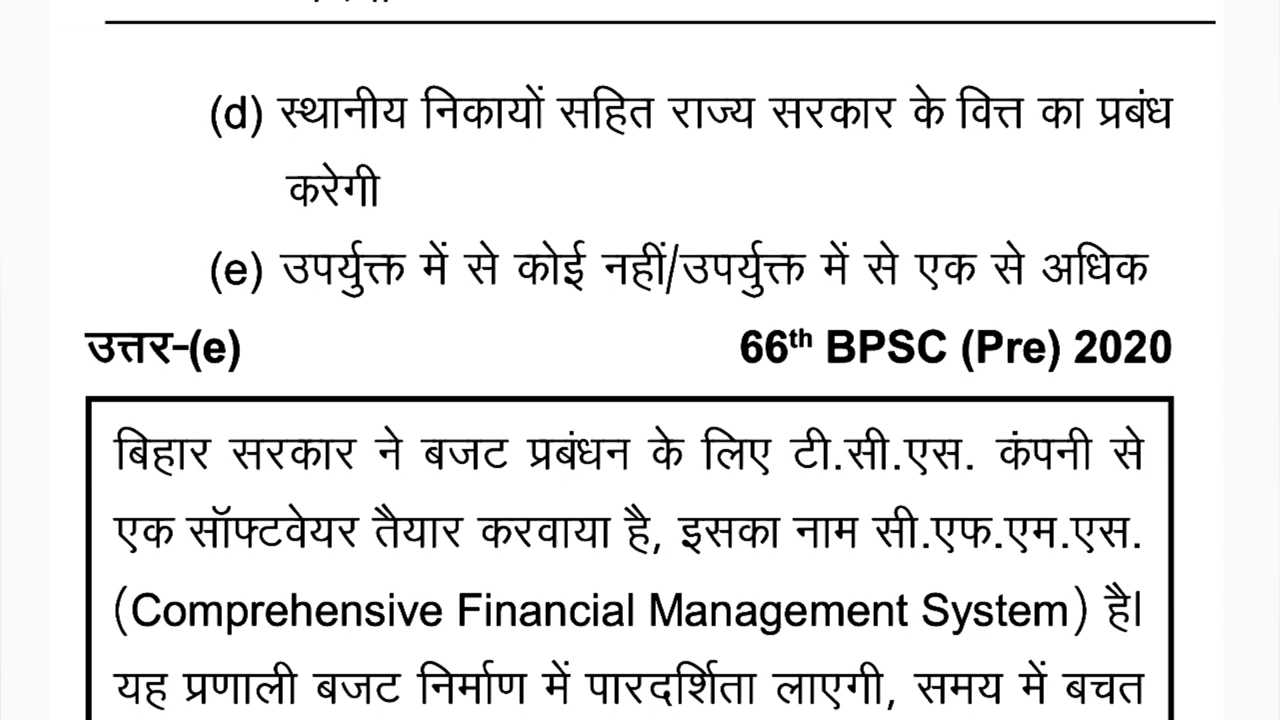 (d) स्थानीय निकायों सहित राज्य सरकार के वित्त का प्रबंध
करेगी
(e) उपर्युक्त में से कोई नहीं/उपर्युक्त में से एक से अधिक
उत्तर-(e) 66th BPSC (Pre) 2020
बिहार सरकार ने बजट प्रबंधन के लिए टी.सी.एस. कंपनी से
एक सॉफ्टवेयर तैयार करवाया है, इसका नाम सी.एफ.एम.एस.
(Comprehensive Financial Management System) है।
यह प्रणाली बजट निर्माण में पारदर्शिता लाएगी, समय में बचत